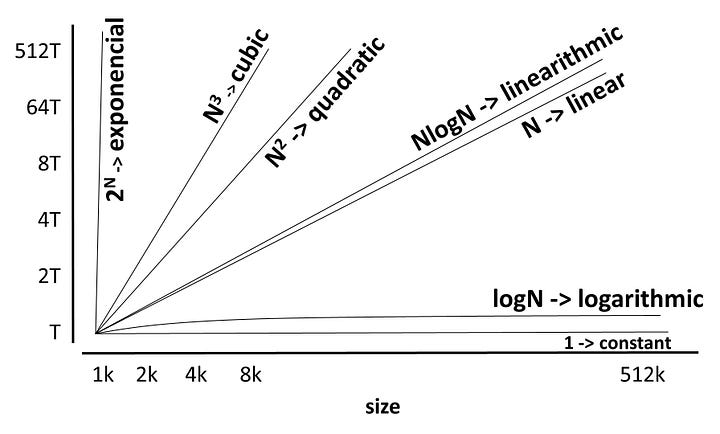 512T
64T
8T
4T
2T
T
2ᴺ -> exponencial
N³ -> cubic
N² -> quadratic
NlogN -> linearithmic
N -> linear
logN -> logarithmic
1 -> constant
1k 2k 4k 8k 512k
size